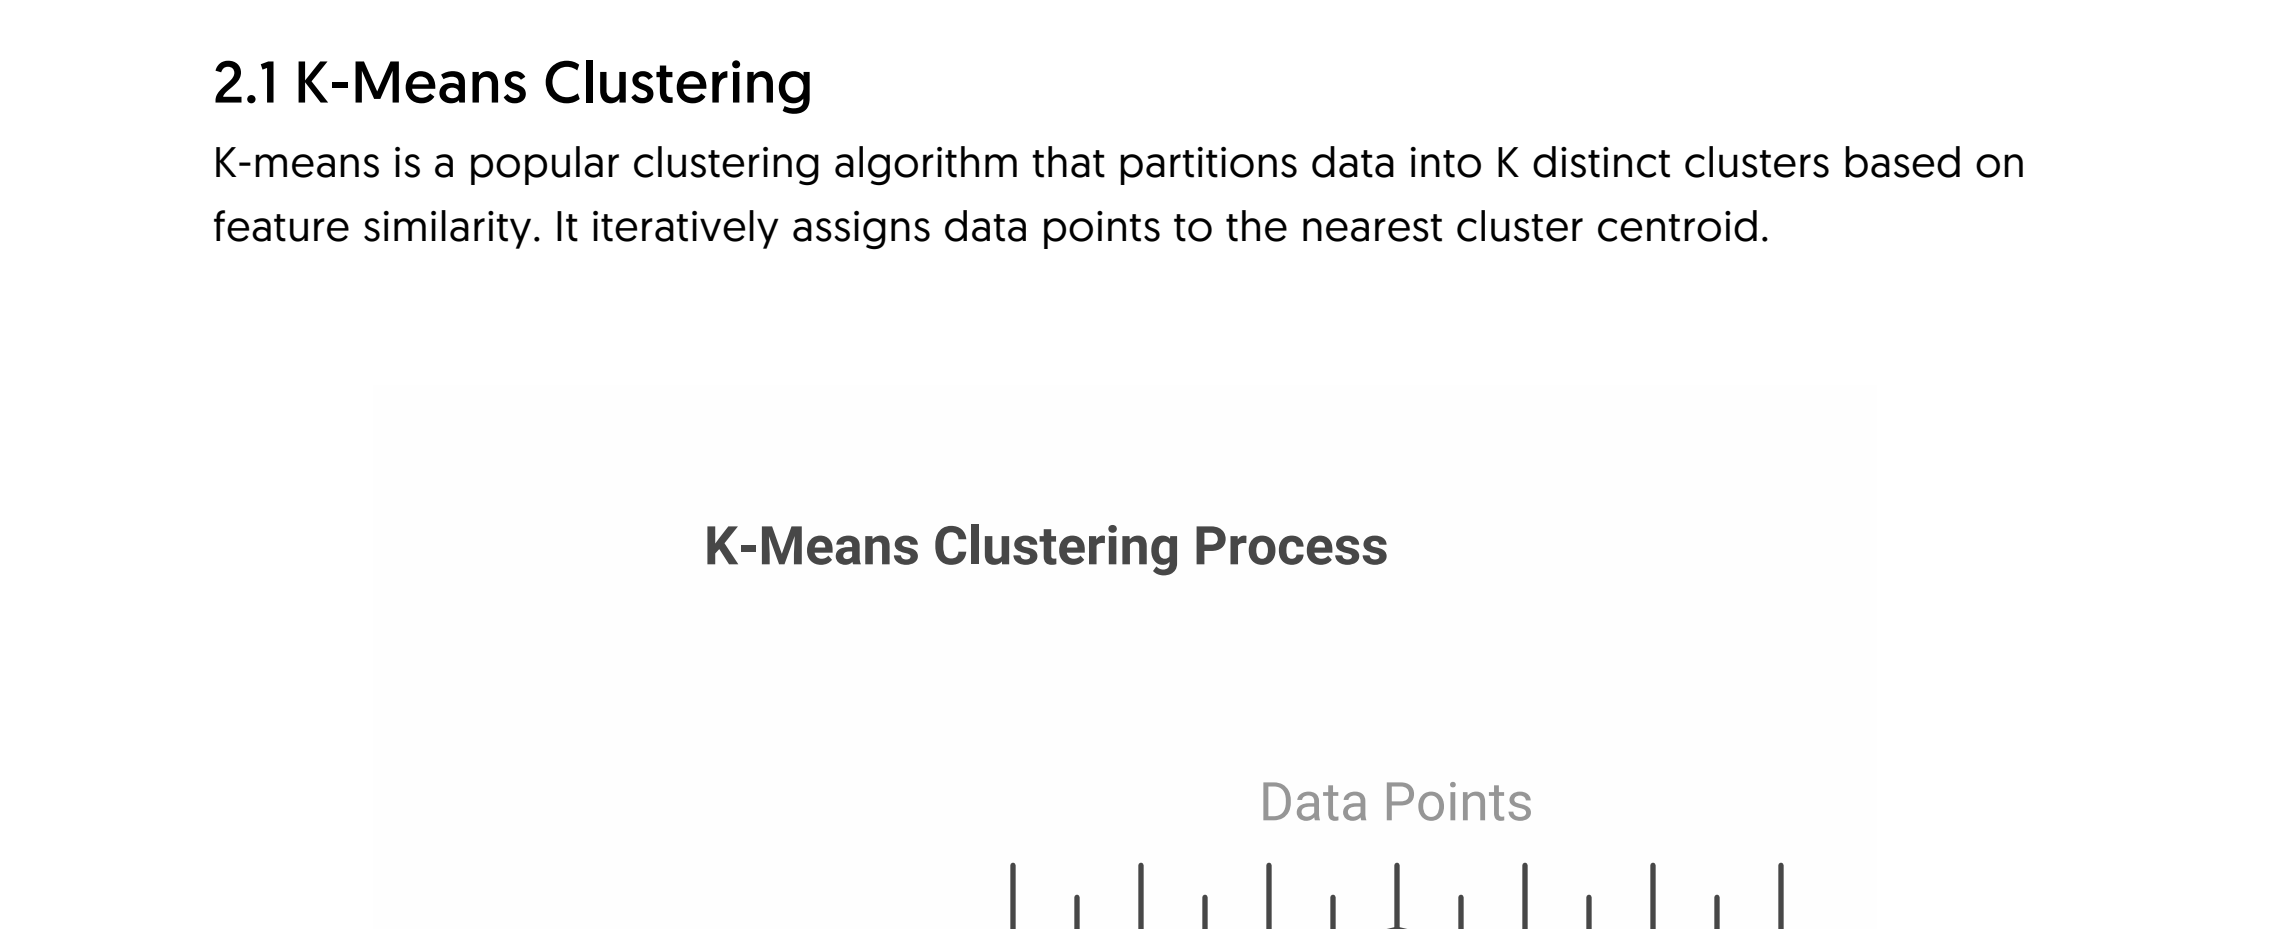 2.1 K-Means Clustering
K-means is a popular clustering algorithm that partitions data into K distinct clusters based on
feature similarity. It iteratively assigns data points to the nearest cluster centroid.
K-Means Clustering Process
Data Points